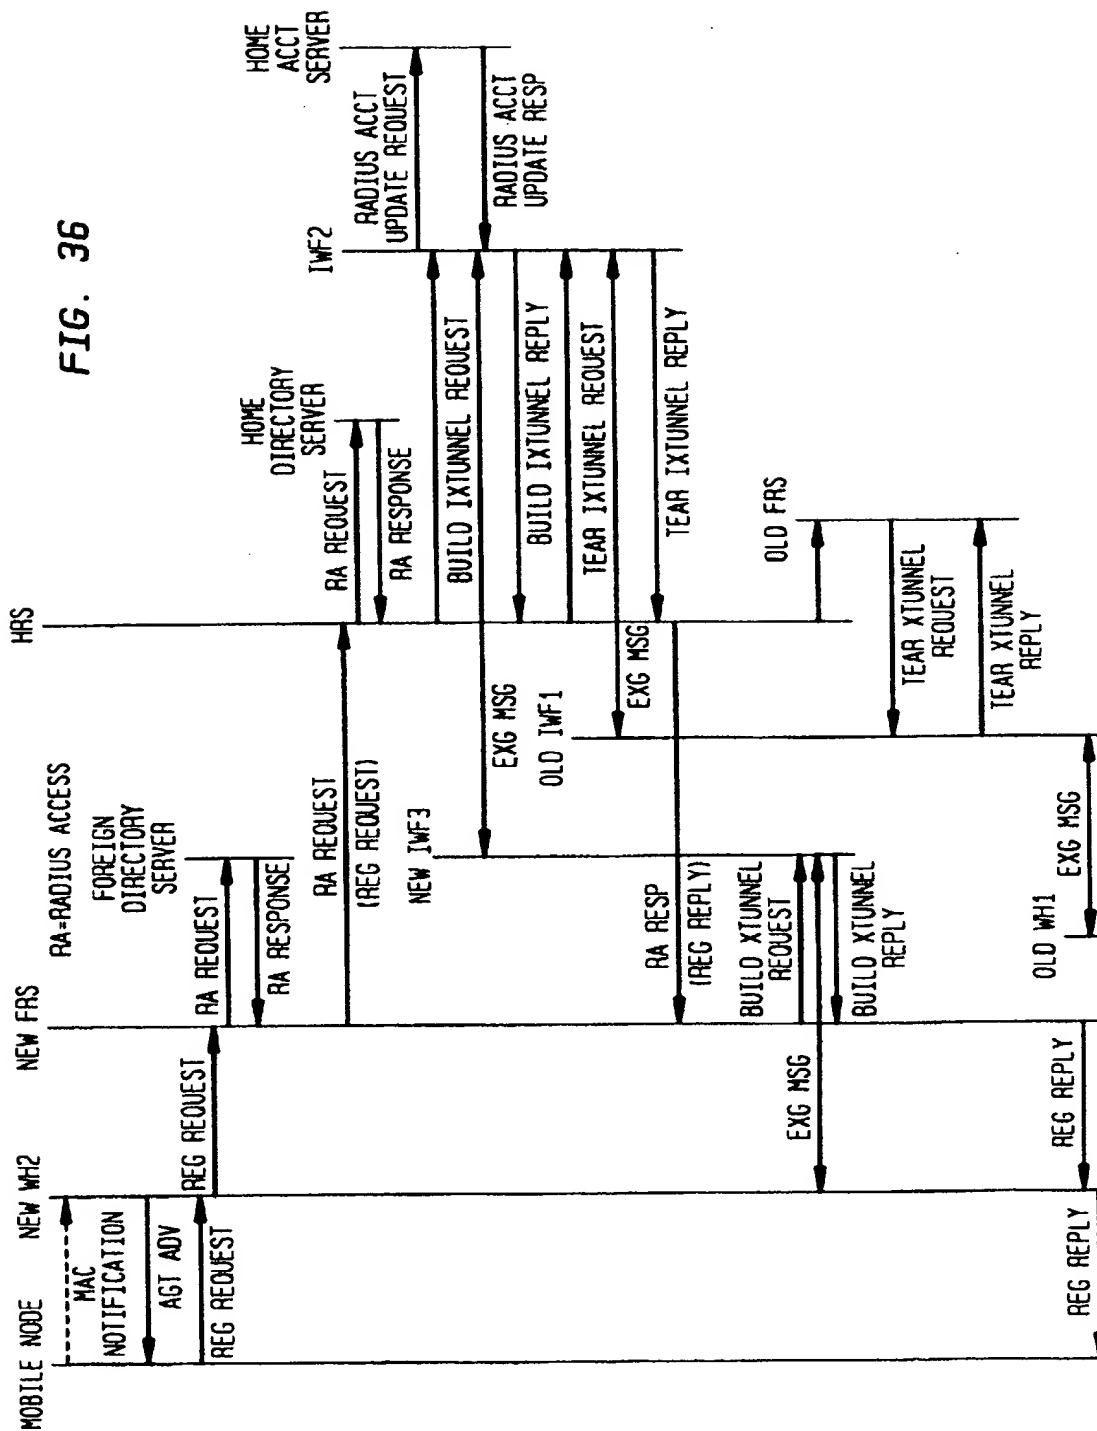 FIG. 36
MOBILE NODE
NEW WH2
NEW FRS
RA=RADIUS ACCESS
FOREIGN
DIRECTORY
SERVER
HRS
HOME
DIRECTORY
SERVER
IWF2
HOME
ACCT
SERVER
MAC
NOTIFICATION
AGT ADV
REG REQUEST
REG REQUEST
RA REQUEST
RA RESPONSE
RA REQUEST
(REG REQUEST)
RA REQUEST
RA RESPONSE
RADIUS ACCT
UPDATE REQUEST
RADIUS ACCT
UPDATE RESP
BUILD IXTUNNEL REQUEST
NEW IWF3
EXG MSG
BUILD IXTUNNEL REPLY
OLD IWF1
TEAR IXTUNNEL REQUEST
EXG MSG
TEAR IXTUNNEL REPLY
RA RESP
(REG REPLY)
BUILD XTUNNEL
REQUEST
EXG MSG
BUILD XTUNNEL
REPLY
OLD FRS
TEAR XTUNNEL
REQUEST
TEAR XTUNNEL
REPLY
OLD WH1
EXG MSG
REG REPLY
REG REPLY